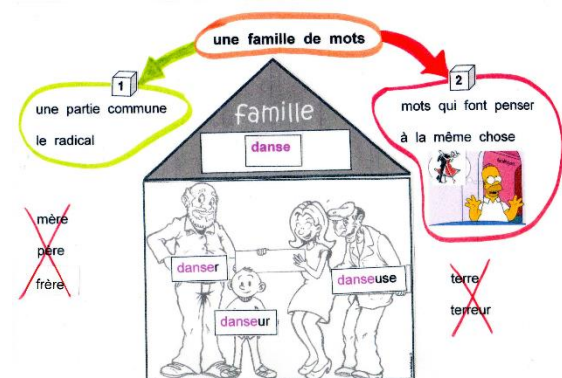 une famille de mots
1
une partie commune
le radical
2
mots qui font penser
à la même chose
famille
danse
mère
père
frère
danser
danseur
danseuse
terre
terreur